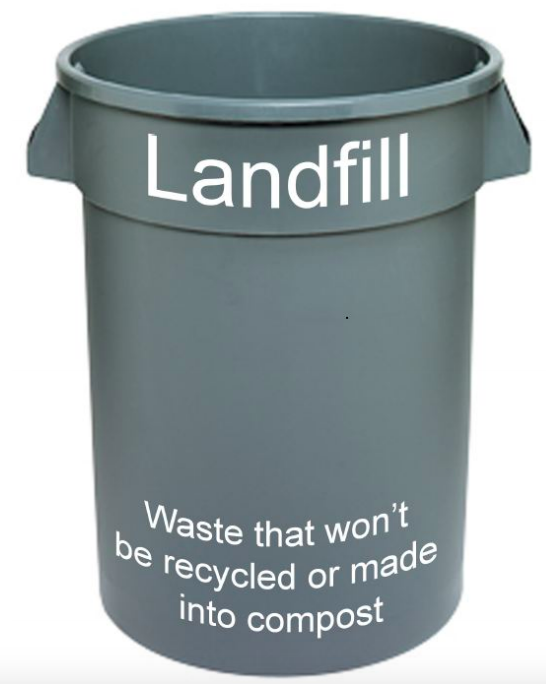 Landfill
Waste that won’t
be recycled or made
into compost